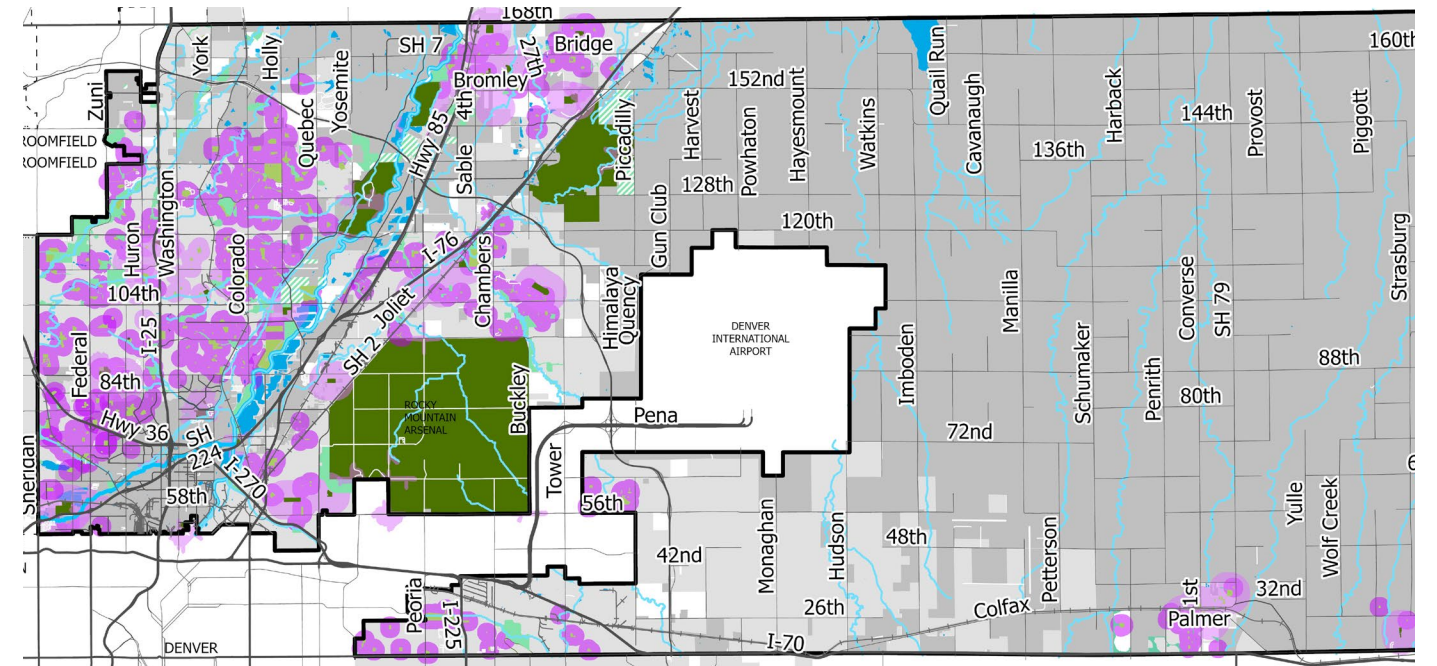 168th
York
Holly
SH 7
27th
Bridge
160th
Zuni
Yosemite
Bromley
152nd
Quail Run
Quebec
4th
Hwy 85
Piccadilly
Harvest
Powhaton
Hayesmount
Watkins
Cavanaugh
Harback
144th
Provost
Piggott
ROOMFIELD
ROOMFIELD
Sable
136th
128th
Huron
Washington
Gun Club
120th
Colorado
I-76
Chambers
Strasburg
104th
Himalaya
Quency
Manilla
Converse
SH 79
I-25
SH 2
Joliet
DENVER
INTERNATIONAL
AIRPORT
Federal
Imboden
Schumaker
88th
84th
Penrith
80th
Buckley
ROCKY
MOUNTAIN
ARSENAL
Pena
Hwy 36
SH
224
72nd
Sheridan
I-270
Tower
58th
56th
Yulle
Wolf Creek
42nd
Monaghan
Hudson
48th
Petterson
Peoria
I-225
26th
Colfax
1st
32nd
Palmer
I-70
DENVER